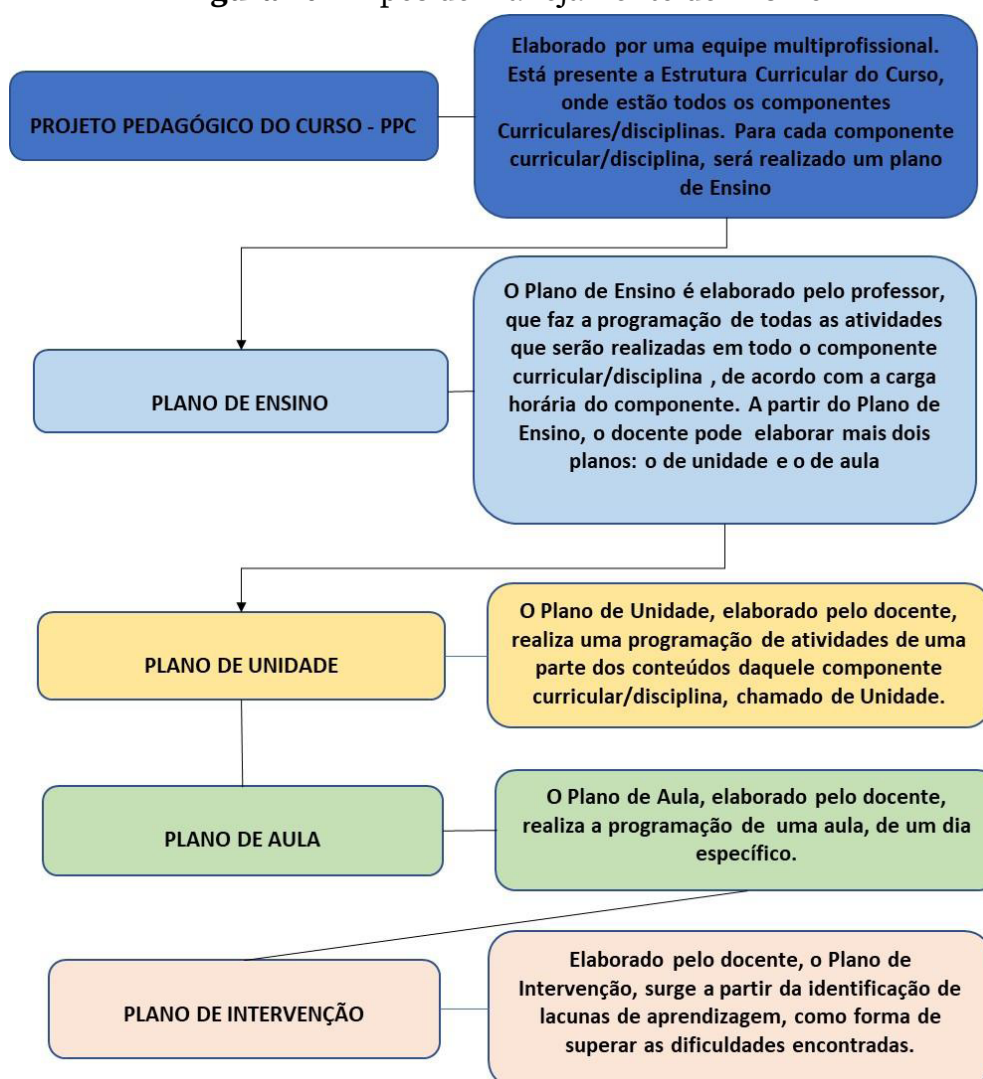 PROJETO PEDAGÓGICO DO CURSO - PPC
Elaborado por uma equipe multiprofissional.
Está presente a Estrutura Curricular do Curso,
onde estão todos os componentes
Curriculares/disciplinas. Para cada componente
curricular/disciplina, será realizado um plano
de Ensino
PLANO DE ENSINO
O Plano de Ensino é elaborado pelo professor,
que faz a programação de todas as atividades
que serão realizadas em todo o componente
curricular/disciplina , de acordo com a carga
horária do componente. A partir do Plano de
Ensino, o docente pode elaborar mais dois
planos: o de unidade e o de aula
PLANO DE UNIDADE
O Plano de Unidade, elaborado pelo docente,
realiza uma programação de atividades de uma
parte dos conteúdos daquele componente
curricular/disciplina, chamado de Unidade.
PLANO DE AULA
O Plano de Aula, elaborado pelo docente,
realiza a programação de uma aula, de um dia
específico.
PLANO DE INTERVENÇÃO
Elaborado pelo docente, o Plano de
Intervenção, surge a partir da identificação de
lacunas de aprendizagem, como forma de
superar as dificuldades encontradas.